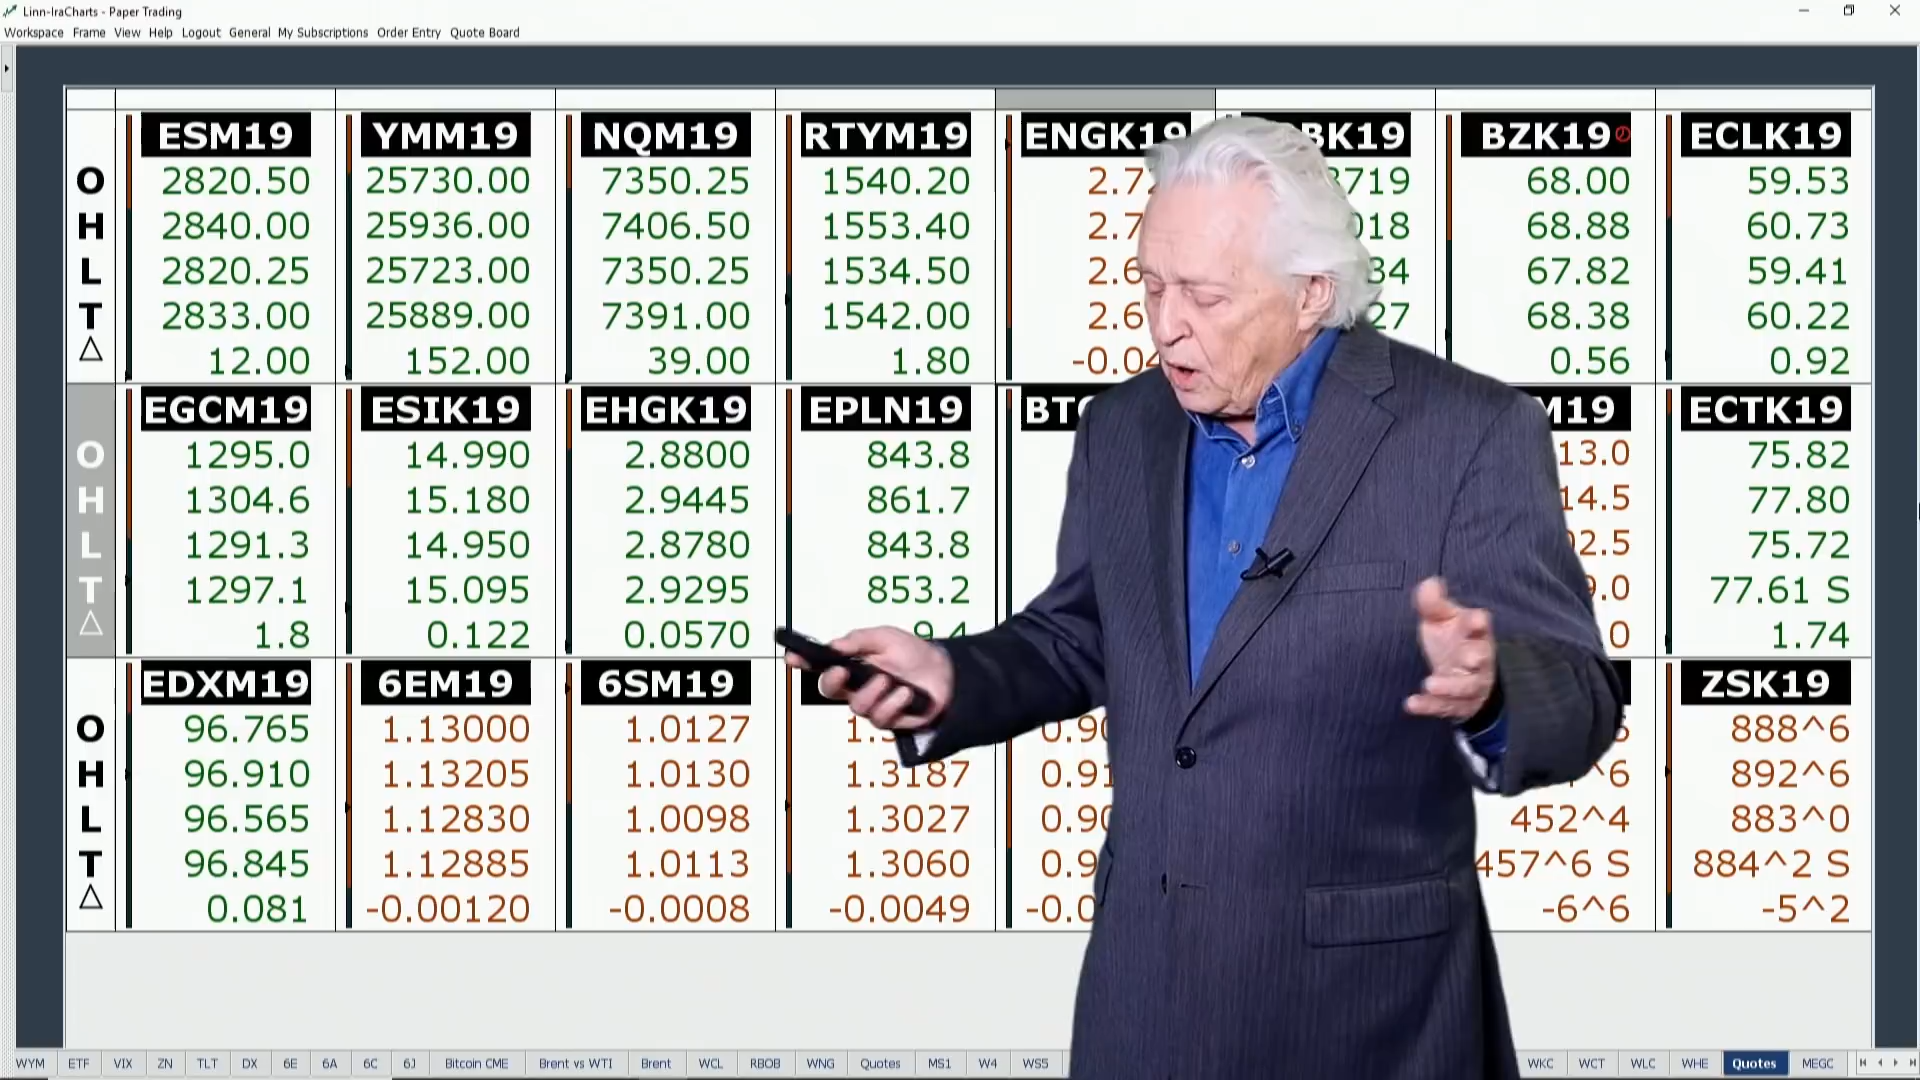 Linn-IraCharts - Paper Trading
Workspace Frame View Help Logout General My Subscriptions Order Entry Quote Board
ESM19 YMM19 NQM19 RTYM19 ENGK19 BK19 BZK19 ECLK19
O 2820.50 25730.00 7350.25 1540.20 68.00 59.53
H 2840.00 25936.00 7406.50 1553.40 68.88 60.73
L 2820.25 25723.00 7350.25 1534.50 67.82 59.41
T 2833.00 25889.00 7391.00 1542.00 68.38 60.22
△ 12.00 152.00 39.00 1.80 0.56 0.92
EGCM19 ESIK19 EHGK19 EPLN19 ECTK19
O 1295.0 14.990 2.8800 843.8 75.82
H 1304.6 15.180 2.9445 861.7 77.80
L 1291.3 14.950 2.8780 843.8 75.72
T 1297.1 15.095 2.9295 853.2 77.61 S
△ 1.8 0.122 0.0570 9.4 1.74
EDXM19 6EM19 6SM19 ZSK19
O 96.765 1.13000 1.0127 888^6
H 96.910 1.13205 1.0130 1.3187 892^6
L 96.565 1.12830 1.0098 1.3027 452^4 883^0
T 96.845 1.12885 1.0113 1.3060 457^6 S 884^2 S
△ 0.081 -0.00120 -0.0008 -0.0049 -6^6 -5^2
WYM ETF VIX ZN TLT DX 6E 6A 6C 6J Bitcoin CME Brent vs WTI Brent WCL RBOB WNG Quotes MS1 W4 WS5 WKC WCT WLC WHE Quotes MEGC